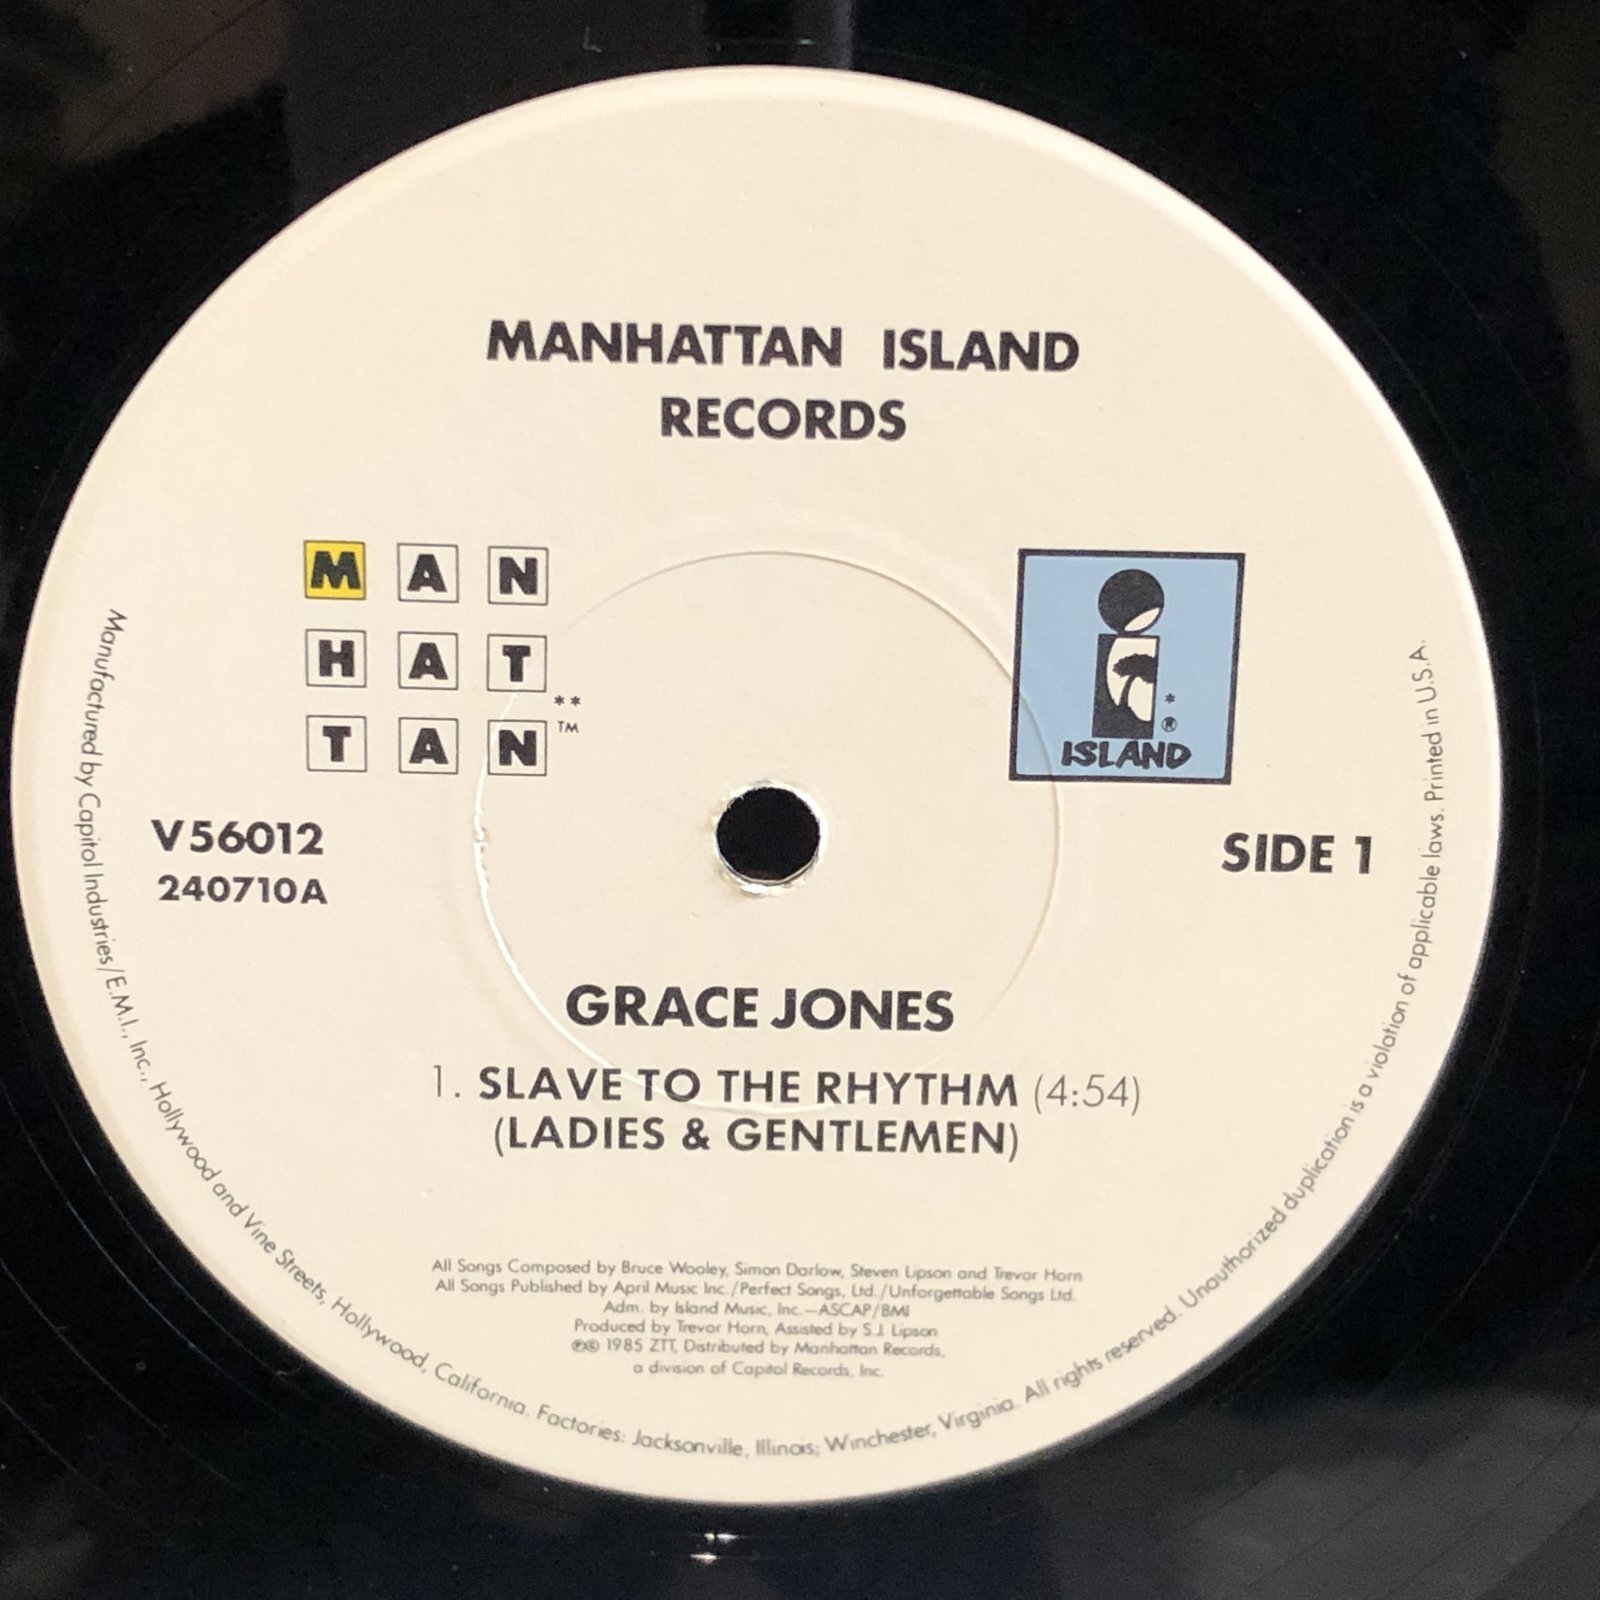 MANHATTAN ISLAND
RECORDS
M A N
H A T
T A N
**
TM
*
®
ISLAND
V56012
240710A
SIDE 1
GRACE JONES
1. SLAVE TO THE RHYTHM (4:54)
(LADIES & GENTLEMEN)
All Songs Composed by Bruce Wooley, Simon Darlow, Steven Lipson and Trevor Horn
All Songs Published by April Music Inc./Perfect Songs, Ltd./Unforgettable Songs Ltd.
Adm. by Island Music, Inc.—ASCAP/BMI
Produced by Trevor Horn, Assisted by S.J. Lipson
℗© 1985 ZTT, Distributed by Manhattan Records,
a division of Capitol Records, Inc.
Manufactured by Capitol Industries/E.M.I., Inc., Hollywood and Vine Streets, Hollywood, California. Factories: Jacksonville, Illinois; Winchester, Virginia. All rights reserved. Unauthorized duplication is a violation of applicable laws. Printed in U.S.A.